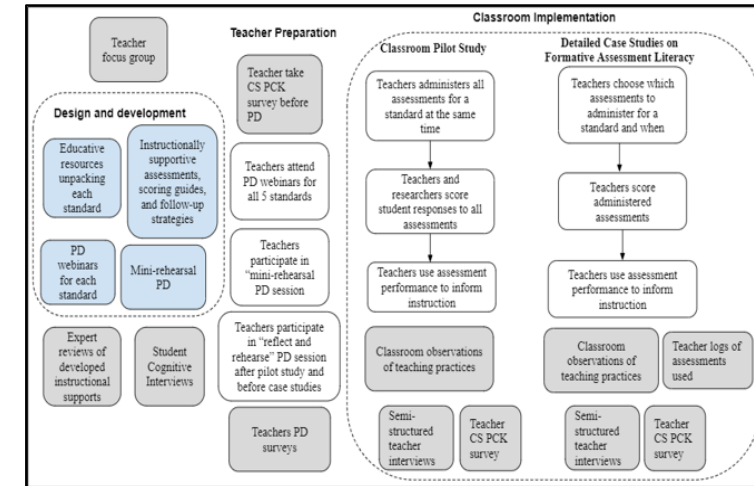 Teacher
focus group
Design and development
Educative
resources
unpacking
each
standard
Instructionally
supportive
assessments,
scoring guides,
and follow-up
strategies
PD
webinars
for each
standard
Mini-rehearsal
PD
Expert
reviews of
developed
instructional
supports
Student
Cognitive
Interviews
Teacher Preparation
Teacher take
CS PCK
survey before
PD
Teachers attend
PD webinars for
all 5 standards
Teachers
participate in
"mini-rehearsal
PD session
Teachers participate
in "reflect and
rehearse" PD session
after pilot study and
before case studies
Teachers PD
surveys
Classroom Implementation
Classroom Pilot Study
Teachers administers all
assessments for a
standard at the same
time
Teachers and
researchers score
student responses to all
assessments
Teachers use assessment
performance to inform
instruction
Classroom observations
of teaching practices
Semi-
structured
teacher
interviews
Teacher
CS PCK
survey
Detailed Case Studies on
Formative Assessment Literacy
Teachers choose which
assessments to
administer for a
standard and when
Teachers score
administered
assessments
Teachers use assessment
performance to inform
instruction
Classroom
observations of
teaching practices
Teacher logs of
assessments
used
Semi-
structured
teacher
interviews
Teacher
CS PCK
survey